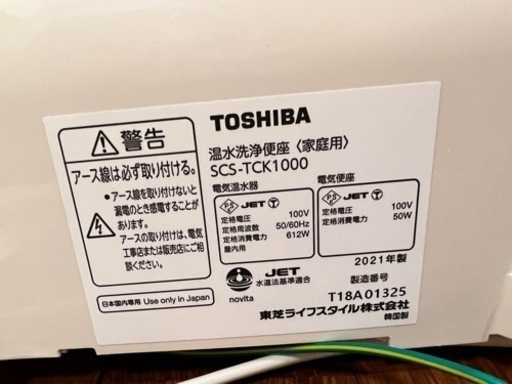 警告
アース線は必ず取り付ける。
●アース線を取り付けないと
漏電のとき感電することが
あります。
アースの取り付けは、電気
工事店または販売店にご相
談ください。
日本国内専用 Use only in Japan
TOSHIBA
温水洗浄便座〈家庭用〉
SCS-TCK1000
電気温水器
PS E JET T
定格電圧 100V
定格周波数 50/60Hz
定格消費電力 612W
屋内用
電気便座
PS E JET T
定格電圧 100V
定格消費電力 50W
2021年製
novita
JET
水道法基準適合
製造番号
T18A01325
東芝ライフスタイル株式会社
韓国製